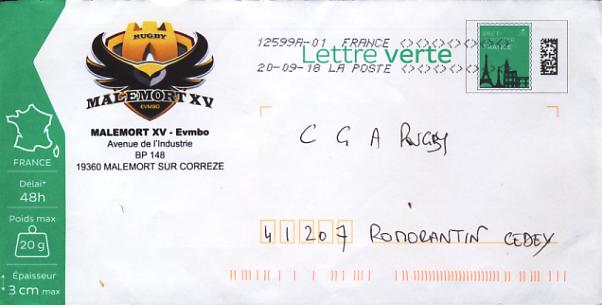 RUGBY
MALEMORT XV
EVMBO
MALEMORT XV - Evmbo
Avenue de l'Industrie
BP 148
19360 MALEMORT SUR CORREZE
12599A-01 FRANCE
Lettre verte
20-09-18 LA POSTE
FRANCE
FRANCE
Délai*
48h
Poids max
20 g
Épaisseur
3 cm max
C G A RUGBY
41207 ROMORANTIN CEDEX